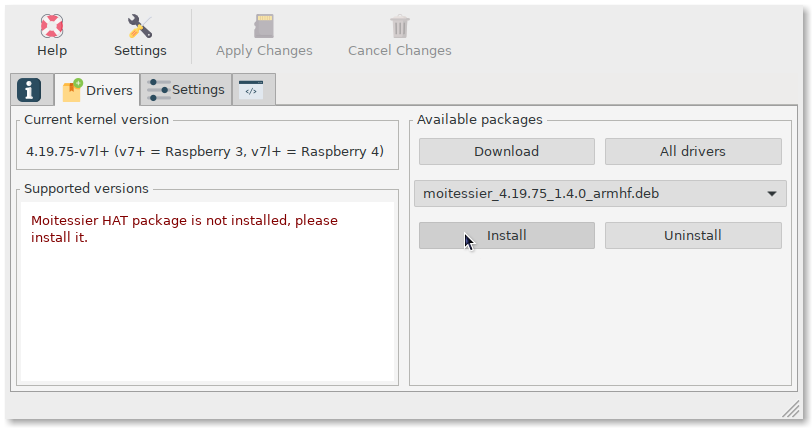 Help
Settings
Apply Changes
Cancel Changes
Drivers
Settings
</>
Current kernel version
4.19.75-v7l+ (v7+ = Raspberry 3, v7l+ = Raspberry 4)
Supported versions
Moitessier HAT package is not installed, please
install it.
Available packages
Download
All drivers
moitessier_4.19.75_1.4.0_armhf.deb
Install
Uninstall